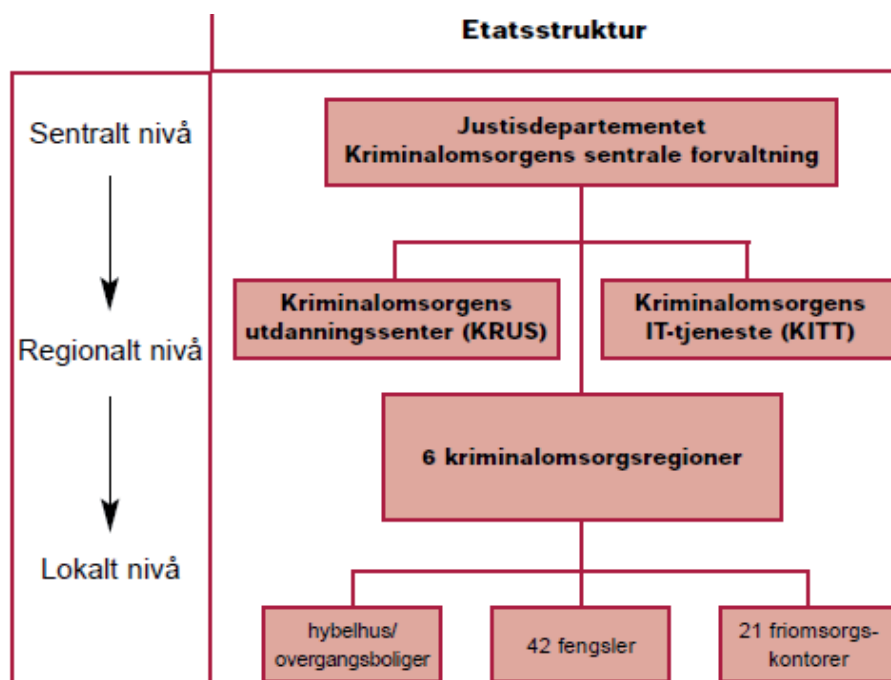 Etatsstruktur
Sentralt nivå
Justisdepartementet
Kriminalomsorgens sentrale forvaltning
Kriminalomsorgens
utdanningssenter (KRUS)
Kriminalomsorgens
IT-tjeneste (KITT)
Regionalt nivå
6 kriminalomsorgsregioner
Lokalt nivå
hybelhus/
overgangsboliger
42 fengsler
21 friomsorgs-
kontorer